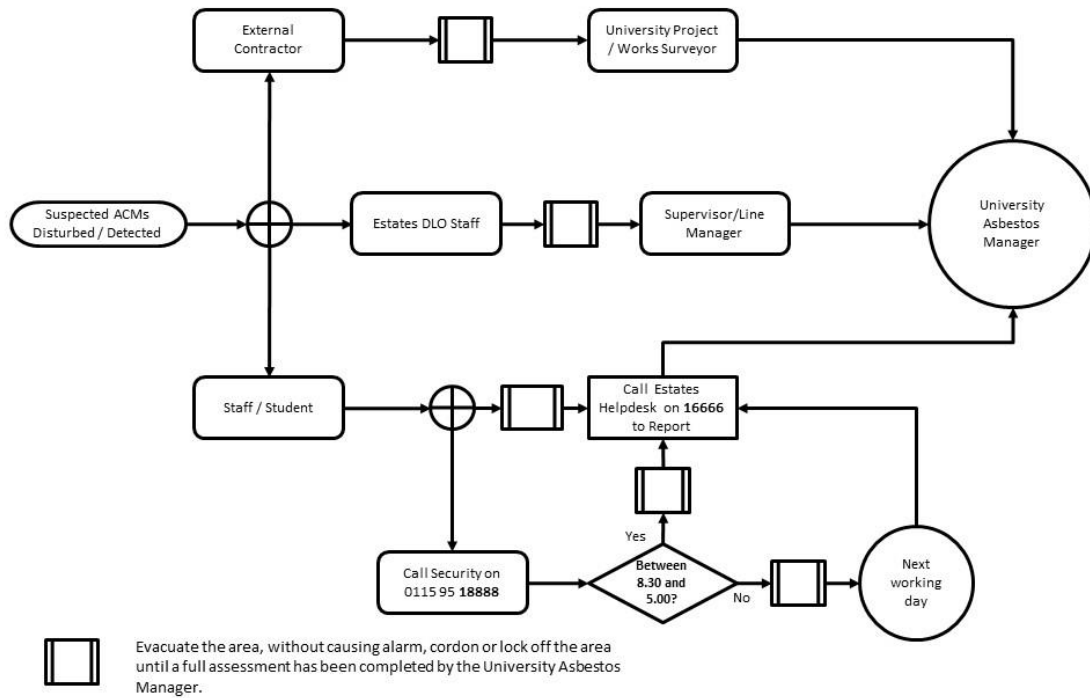 External
Contractor
University Project
/ Works Surveyor
Suspected ACMs
Disturbed / Detected
Estates DLO Staff
Supervisor/Line
Manager
University
Asbestos
Manager
Staff / Student
Call Estates
Helpdesk on 16666
to Report
Yes
Call Security on
0115 95 18888
Between
8.30 and
5.00?
No
Next
working
day
Evacuate the area, without causing alarm, cordon or lock off the area
until a full assessment has been completed by the University Asbestos
Manager.